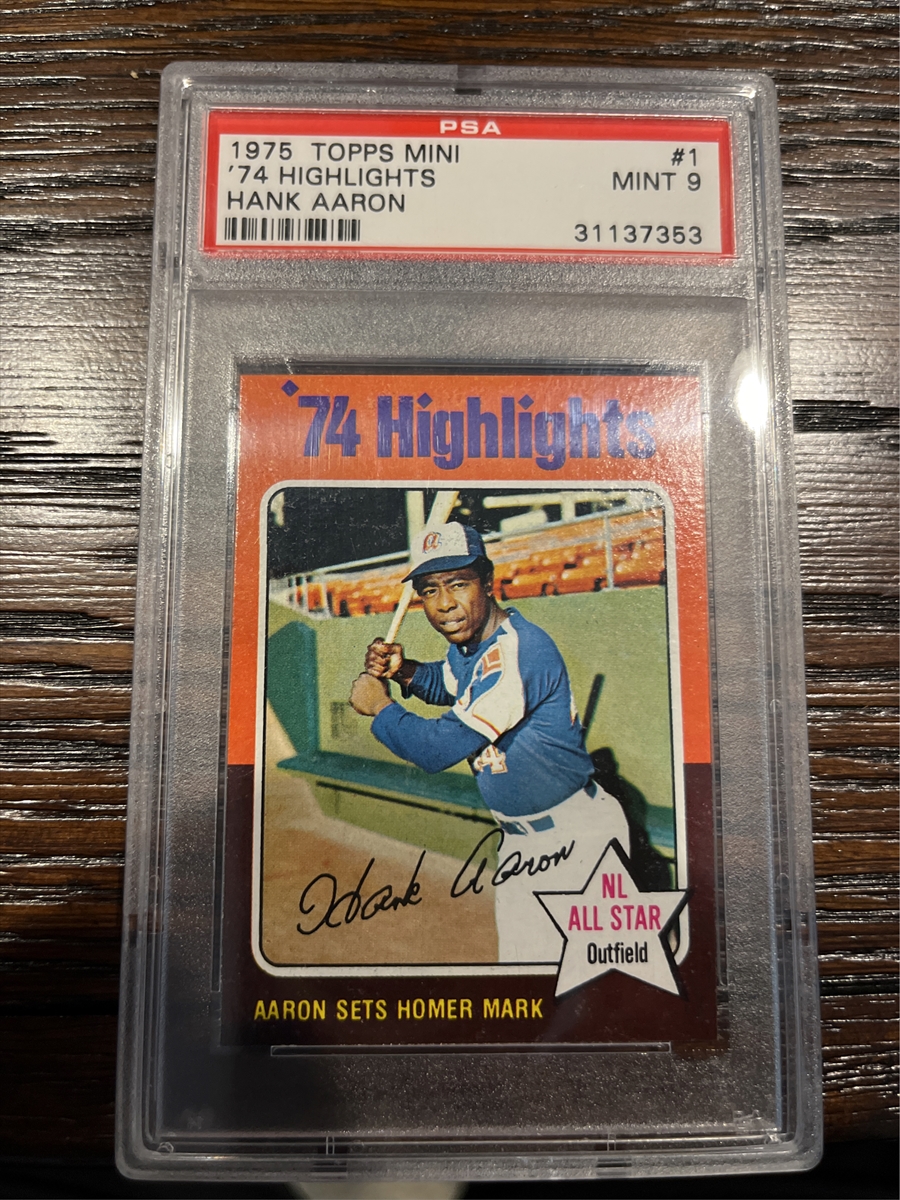 PSA
1975 TOPPS MINI #1
'74 HIGHLIGHTS MINT 9
HANK AARON
31137353
'74 Highlights
a
Hank Aaron
NL
ALL STAR
Outfield
AARON SETS HOMER MARK